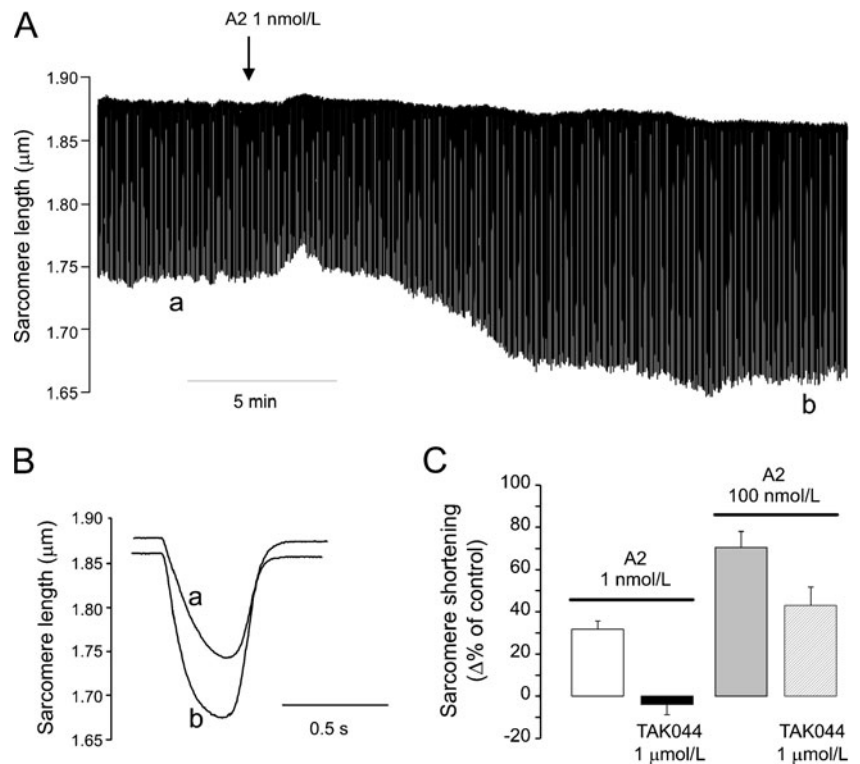 A
A2 1 nmol/L
Sarcomere length (μm)
1.90
1.85
1.80
1.75
1.70
1.65
a
b
5 min
B
Sarcomere length (μm)
1.90
1.85
1.80
1.75
1.70
1.65
a
b
0.5 s
C
Sarcomere shortening
(Δ% of control)
100
80
60
40
20
0
-20
A2
1 nmol/L
A2
100 nmol/L
TAK044
1 μmol/L
TAK044
1 μmol/L